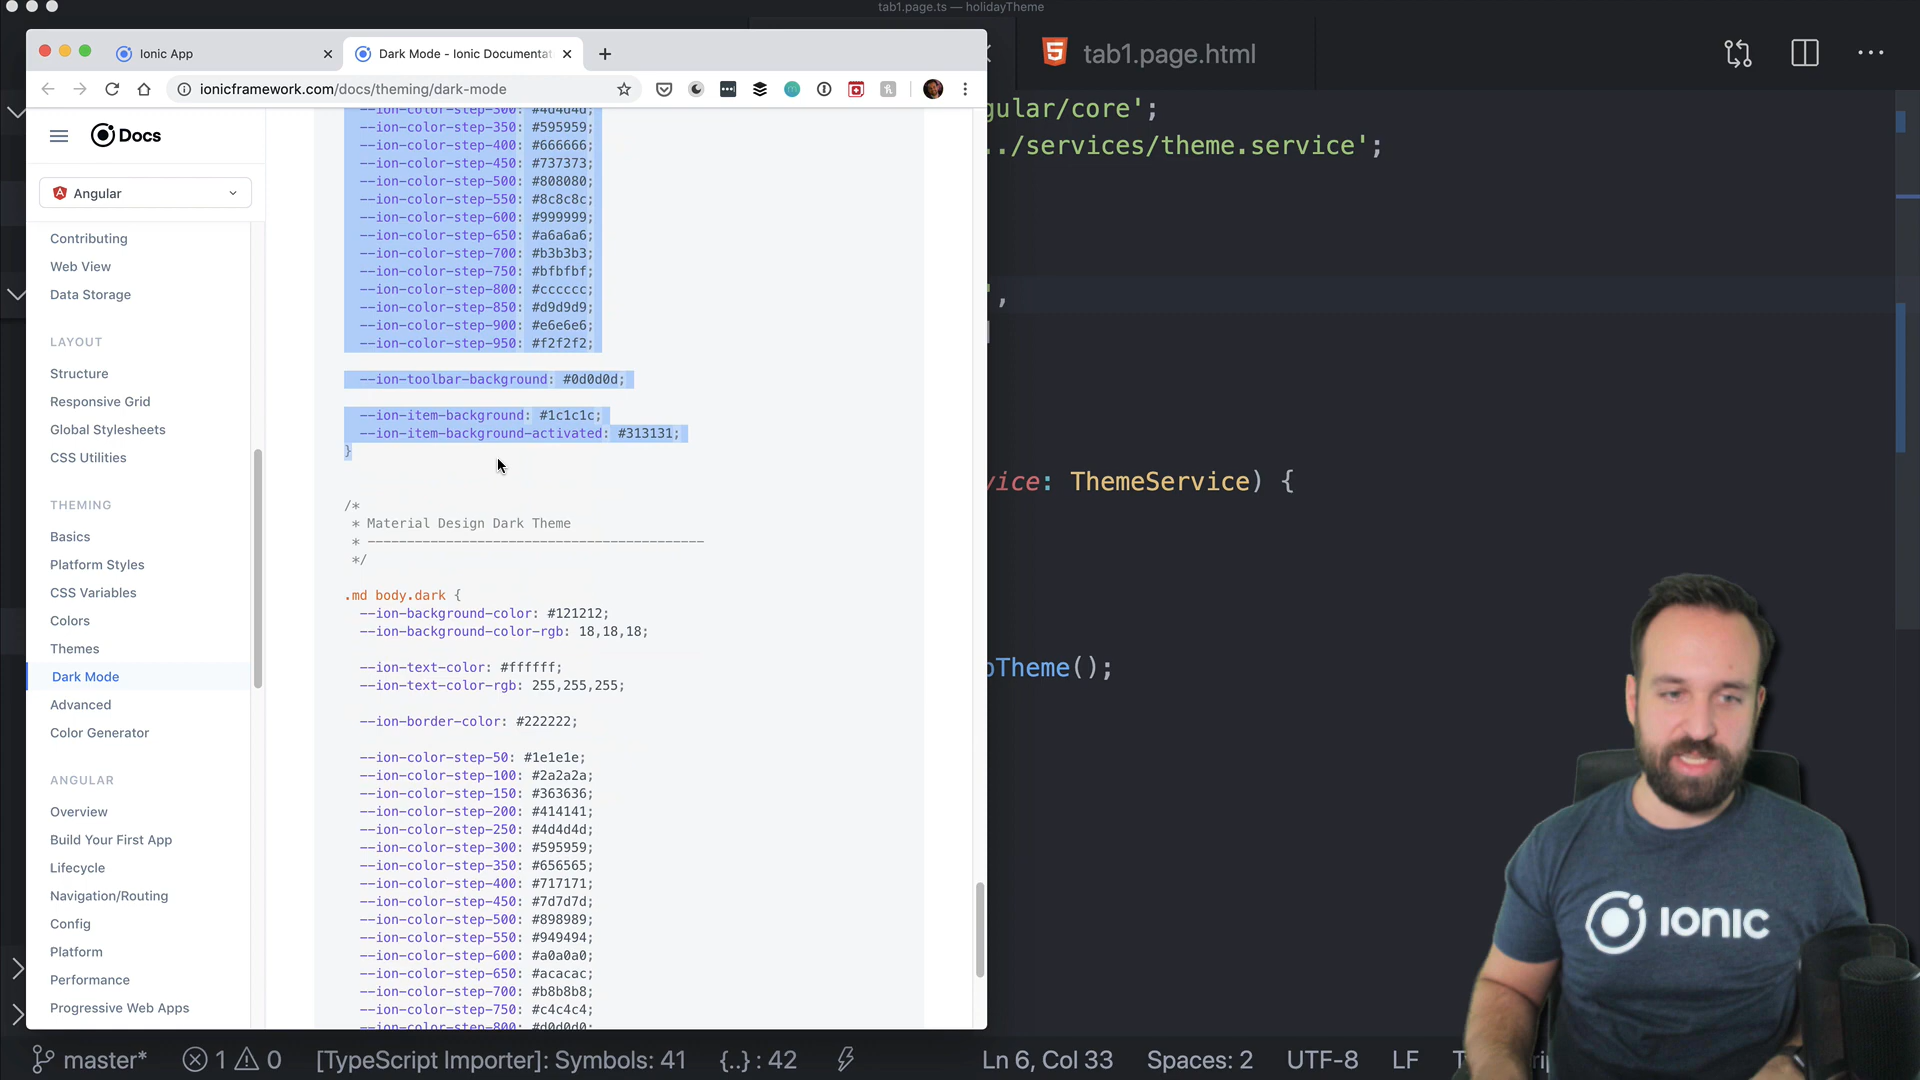 tab1.page.ts — holidayTheme
Ionic App
Dark Mode - Ionic Documentat
tab1.page.html
ionicframework.com/docs/theming/dark-mode
gular/core';
../services/theme.service';
',
ice: ThemeService) {
Theme();
Docs
Angular
Contributing
Web View
Data Storage
LAYOUT
Structure
Responsive Grid
Global Stylesheets
CSS Utilities
THEMING
Basics
Platform Styles
CSS Variables
Colors
Themes
Dark Mode
Advanced
Color Generator
ANGULAR
Overview
Build Your First App
Lifecycle
Navigation/Routing
Config
Platform
Performance
Progressive Web Apps
--ion-color-step-300: #4d4d4d;
--ion-color-step-350: #595959;
--ion-color-step-400: #666666;
--ion-color-step-450: #737373;
--ion-color-step-500: #808080;
--ion-color-step-550: #8c8c8c;
--ion-color-step-600: #999999;
--ion-color-step-650: #a6a6a6;
--ion-color-step-700: #b3b3b3;
--ion-color-step-750: #bfbfbf;
--ion-color-step-800: #cccccc;
--ion-color-step-850: #d9d9d9;
--ion-color-step-900: #e6e6e6;
--ion-color-step-950: #f2f2f2;
--ion-toolbar-background: #0d0d0d;
--ion-item-background: #1c1c1c;
--ion-item-background-activated: #313131;
}
/*
* Material Design Dark Theme
* -------------------------------------------
*/
.md body.dark {
--ion-background-color: #121212;
--ion-background-color-rgb: 18,18,18;
--ion-text-color: #ffffff;
--ion-text-color-rgb: 255,255,255;
--ion-border-color: #222222;
--ion-color-step-50: #1e1e1e;
--ion-color-step-100: #2a2a2a;
--ion-color-step-150: #363636;
--ion-color-step-200: #414141;
--ion-color-step-250: #4d4d4d;
--ion-color-step-300: #595959;
--ion-color-step-350: #656565;
--ion-color-step-400: #717171;
--ion-color-step-450: #7d7d7d;
--ion-color-step-500: #898989;
--ion-color-step-550: #949494;
--ion-color-step-600: #a0a0a0;
--ion-color-step-650: #acacac;
--ion-color-step-700: #b8b8b8;
--ion-color-step-750: #c4c4c4;
--ion-color-step-800: #d0d0d0;
IONIC
master* 1 0 [TypeScript Importer]: Symbols: 41 {..} : 42 Ln 6, Col 33 Spaces: 2 UTF-8 LF